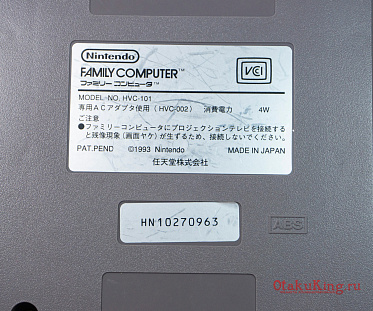 Nintendo
FAMILY COMPUTER™
ファミリーコンピュータ™
VCI
MODEL-NO. HVC-101
専用ACアダプタ使用(HVC-002) 消費電力 4W
ご注意
●ファミリーコンピュータにプロジェクションテレビを接続する
と残像現象(画面ヤケ)が生ずるため、接続しないでください。
PAT.PEND ©1993 Nintendo MADE IN JAPAN
任天堂株式会社
HN10270963
ABS
OtakuKing.ru